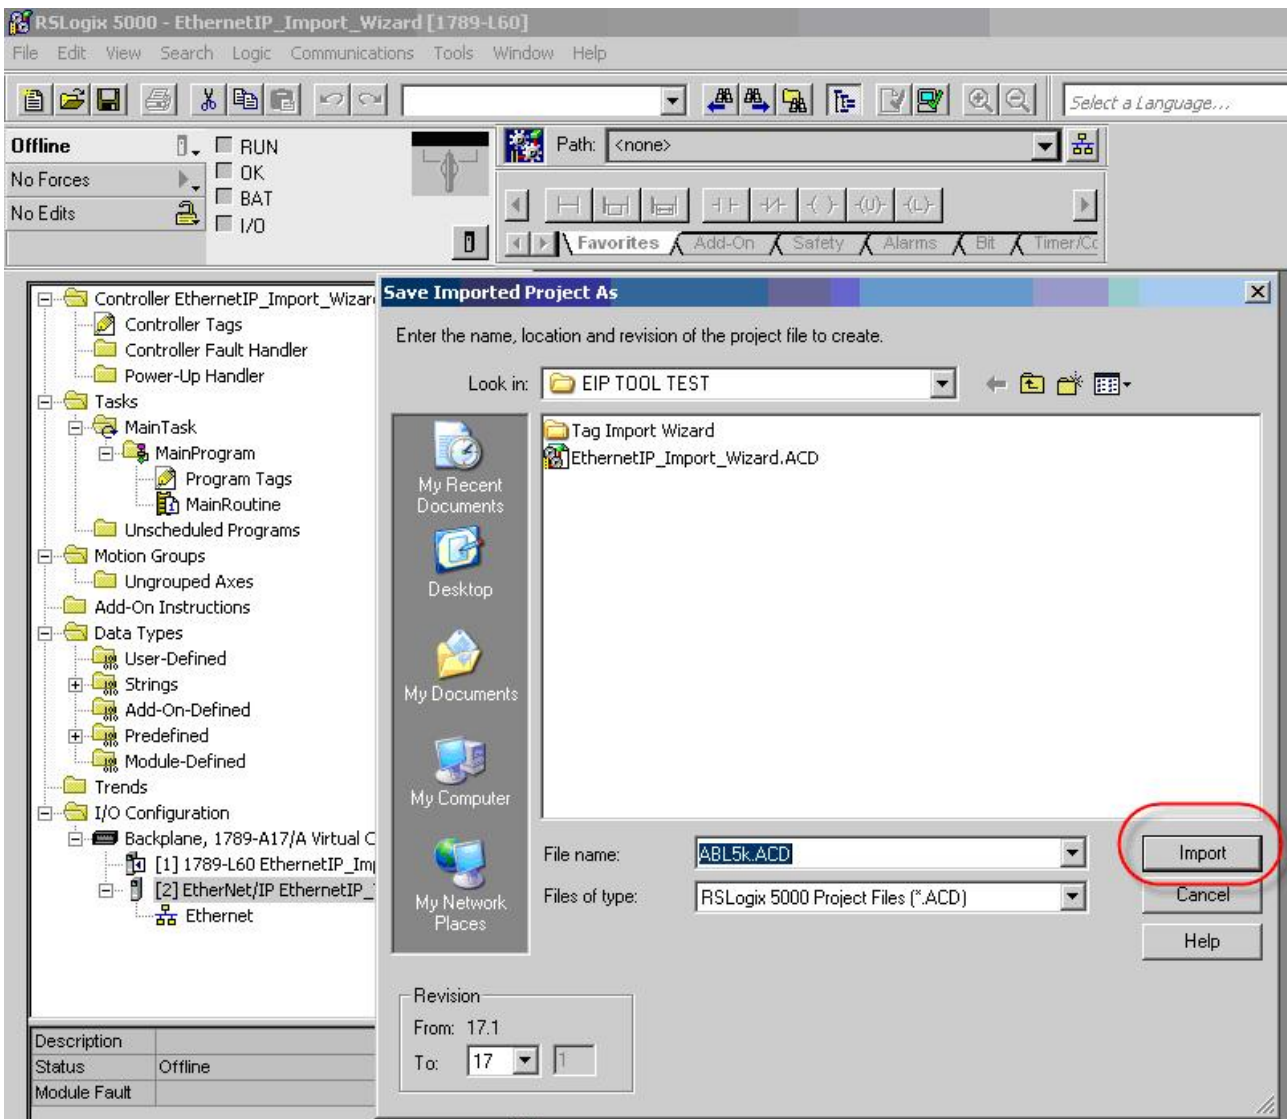 RSLogix 5000 - EthernetIP_Import_Wizard [1789-L60]
File Edit View Search Logic Communications Tools Window Help
Select a Language...
Offline
RUN
Path: <none>
No Forces
OK
BAT
No Edits
I/O
Favorites Add-On Safety Alarms Bit Timer/Cc
Controller EthernetIP_Import_Wizar
Controller Tags
Controller Fault Handler
Power-Up Handler
Tasks
MainTask
MainProgram
Program Tags
MainRoutine
Unscheduled Programs
Motion Groups
Ungrouped Axes
Add-On Instructions
Data Types
User-Defined
Strings
Add-On-Defined
Predefined
Module-Defined
Trends
I/O Configuration
Backplane, 1789-A17/A Virtual C
[1] 1789-L60 EthernetIP_Imp
[2] EtherNet/IP EthernetIP_
Ethernet
Description
Status Offline
Module Fault
Save Imported Project As
Enter the name, location and revision of the project file to create.
Look in: EIP TOOL TEST
Tag Import Wizard
EthernetIP_Import_Wizard.ACD
My Recent
Documents
Desktop
My Documents
My Computer
My Network
Places
File name: ABL5k.ACD
Import
Files of type: RSLogix 5000 Project Files (*.ACD)
Cancel
Help
Revision
From: 17.1
To: 17 1